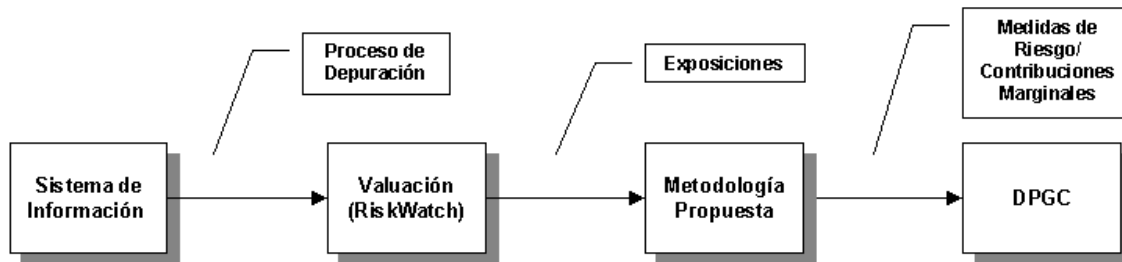 Proceso de
Depuración
Exposiciones
Medidas de
Riesgo/
Contribuciones
Marginales
Sistema de
Información
Valuación
(RiskWatch)
Metodología
Propuesta
DPGC